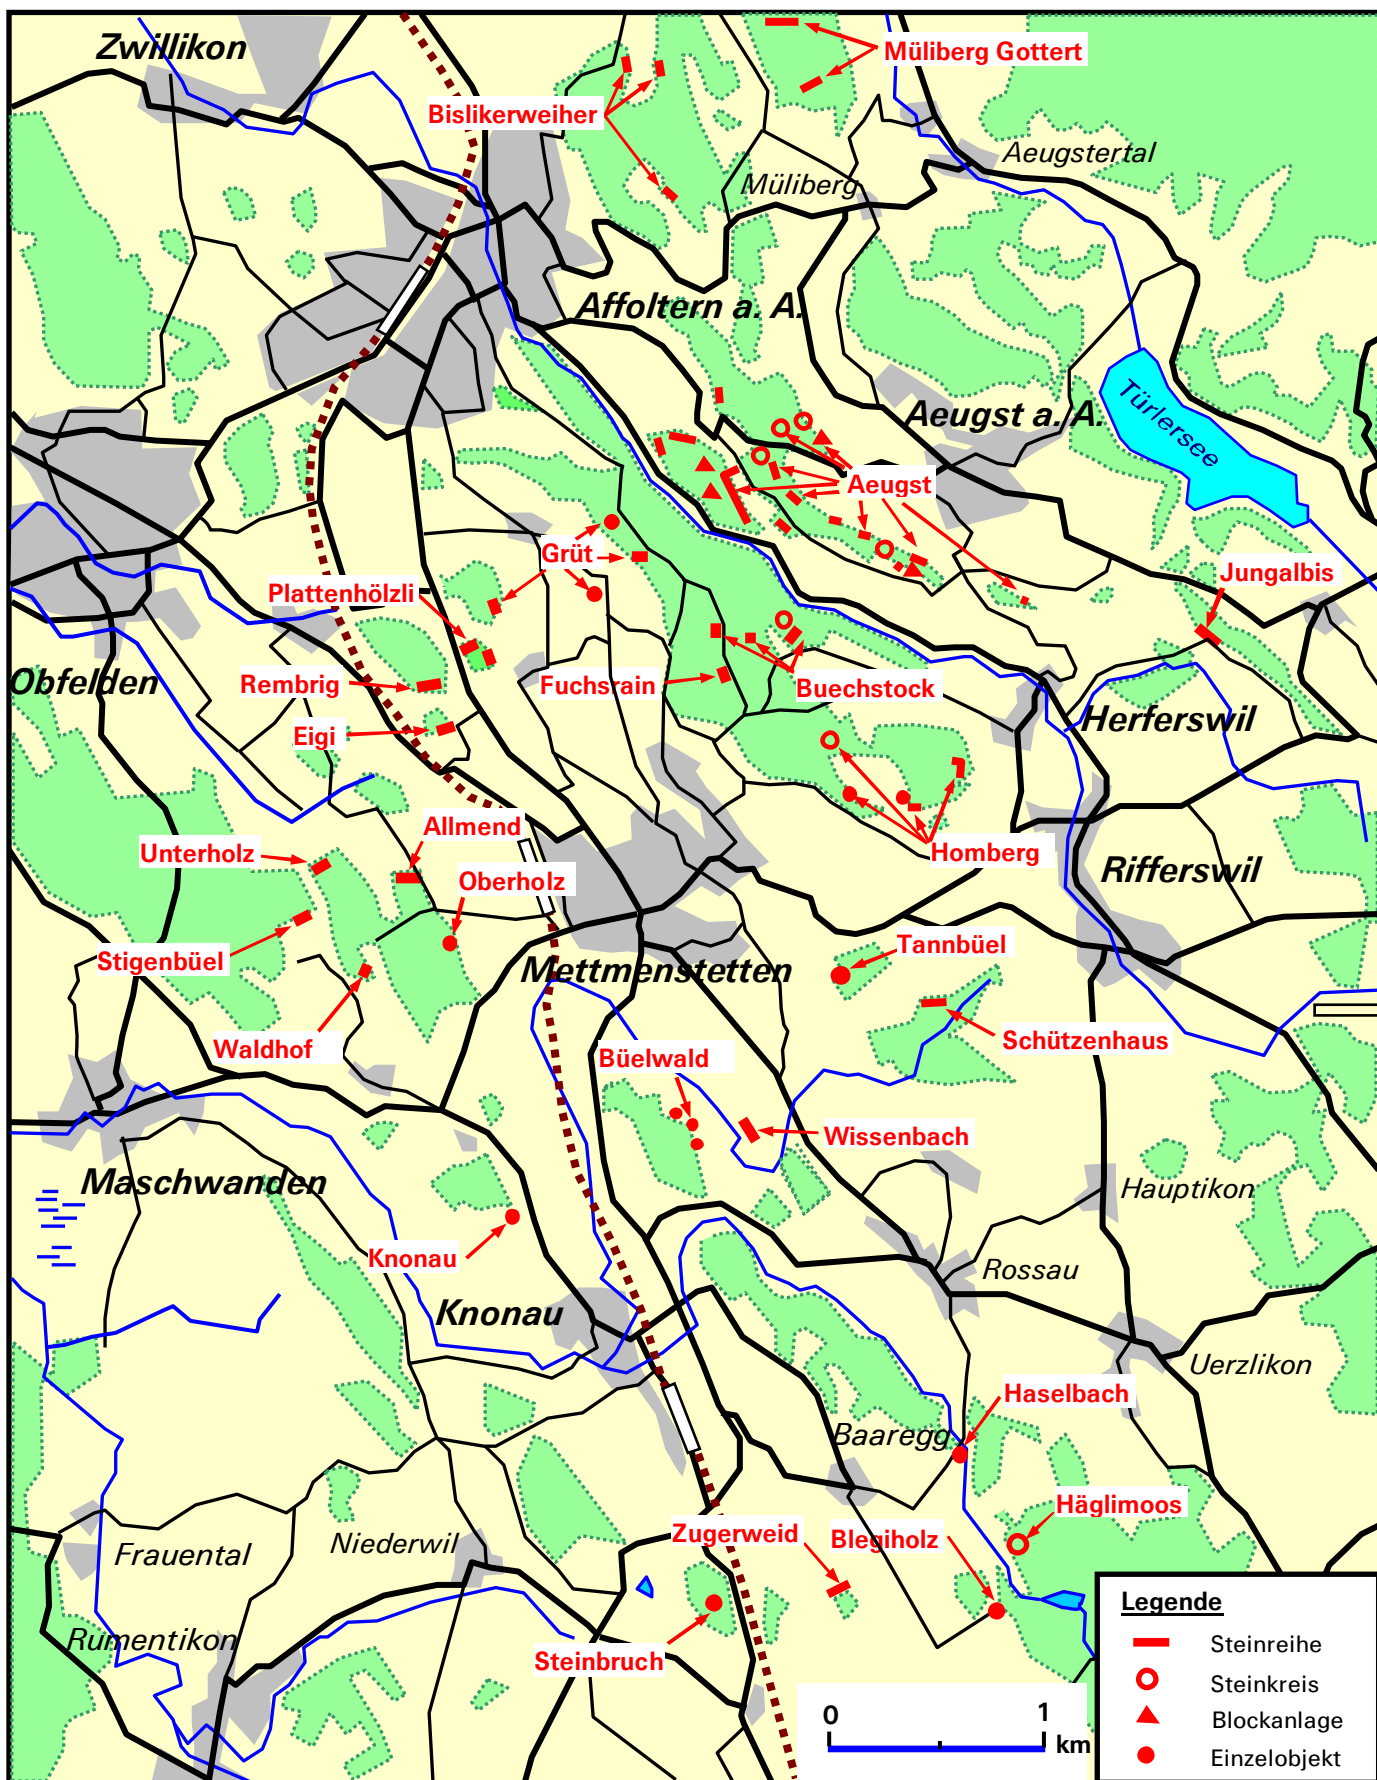 Zwillikon
Müliberg Gottert
Bislikerweiher
Aeugstertal
Müliberg
Affoltern a. A.
Türlersee
Aeugst a./A.
Aeugst
Grüt
Jungalbis
Plattenhölzli
Obfelden
Rembrig
Fuchsrain
Buechstock
Herferswil
Eigi
Allmend
Unterholz
Homberg
Oberholz
Rifferswil
Tannbüel
Stigenbüel
Mettmenstetten
Schützenhaus
Waldhof
Büelwald
Wissenbach
Maschwanden
Hauptikon
Knonau
Rossau
Knonau
Uerzlikon
Haselbach
Baaregg
Häglimoos
Zugerweid
Blegiholz
Niederwil
Frauental
Rumentikon
Steinbruch
Legende
Steinreihe
Steinkreis
Blockanlage
Einzelobjekt
0 1
km